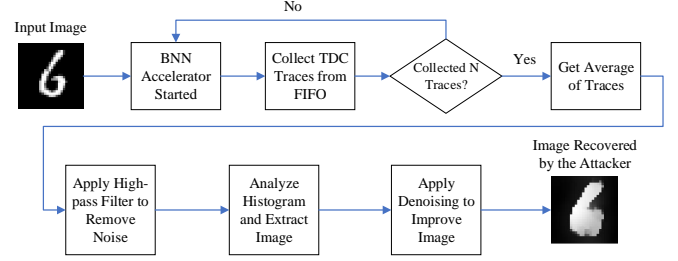 No
Input Image
BNN
Accelerator
Started
Collect TDC
Traces from
FIFO
Collected N
Traces?
Yes
Get Average
of Traces
Image Recovered
by the Attacker
Apply High-
pass Filter to
Remove
Noise
Analyze
Histogram
and Extract
Image
Apply
Denoising to
Improve
Image
6
6